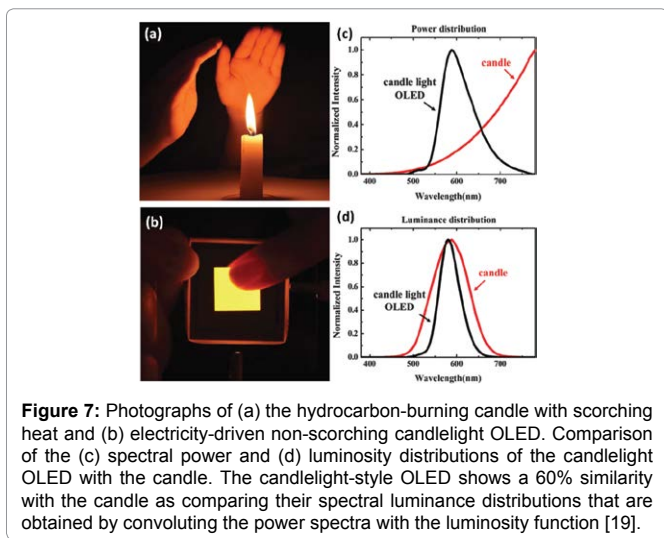 (a)
(b)
(c)
Power distribution
1.0
0.8
0.6
0.4
0.2
0.0
Normalized Intensity
candle
candle light
OLED
400
500
600
700
Wavelength(nm)
(d)
Luminance distribution
1.0
0.8
0.6
0.4
0.2
0.0
Normalized Intensity
candle
candle light
OLED
400
500
600
700
Wavelength(nm)
Figure 7: Photographs of (a) the hydrocarbon-burning candle with scorching
heat and (b) electricity-driven non-scorching candlelight OLED. Comparison
of the (c) spectral power and (d) luminosity distributions of the candlelight
OLED with the candle. The candlelight-style OLED shows a 60% similarity
with the candle as comparing their spectral luminance distributions that are
obtained by convoluting the power spectra with the luminosity function [19].